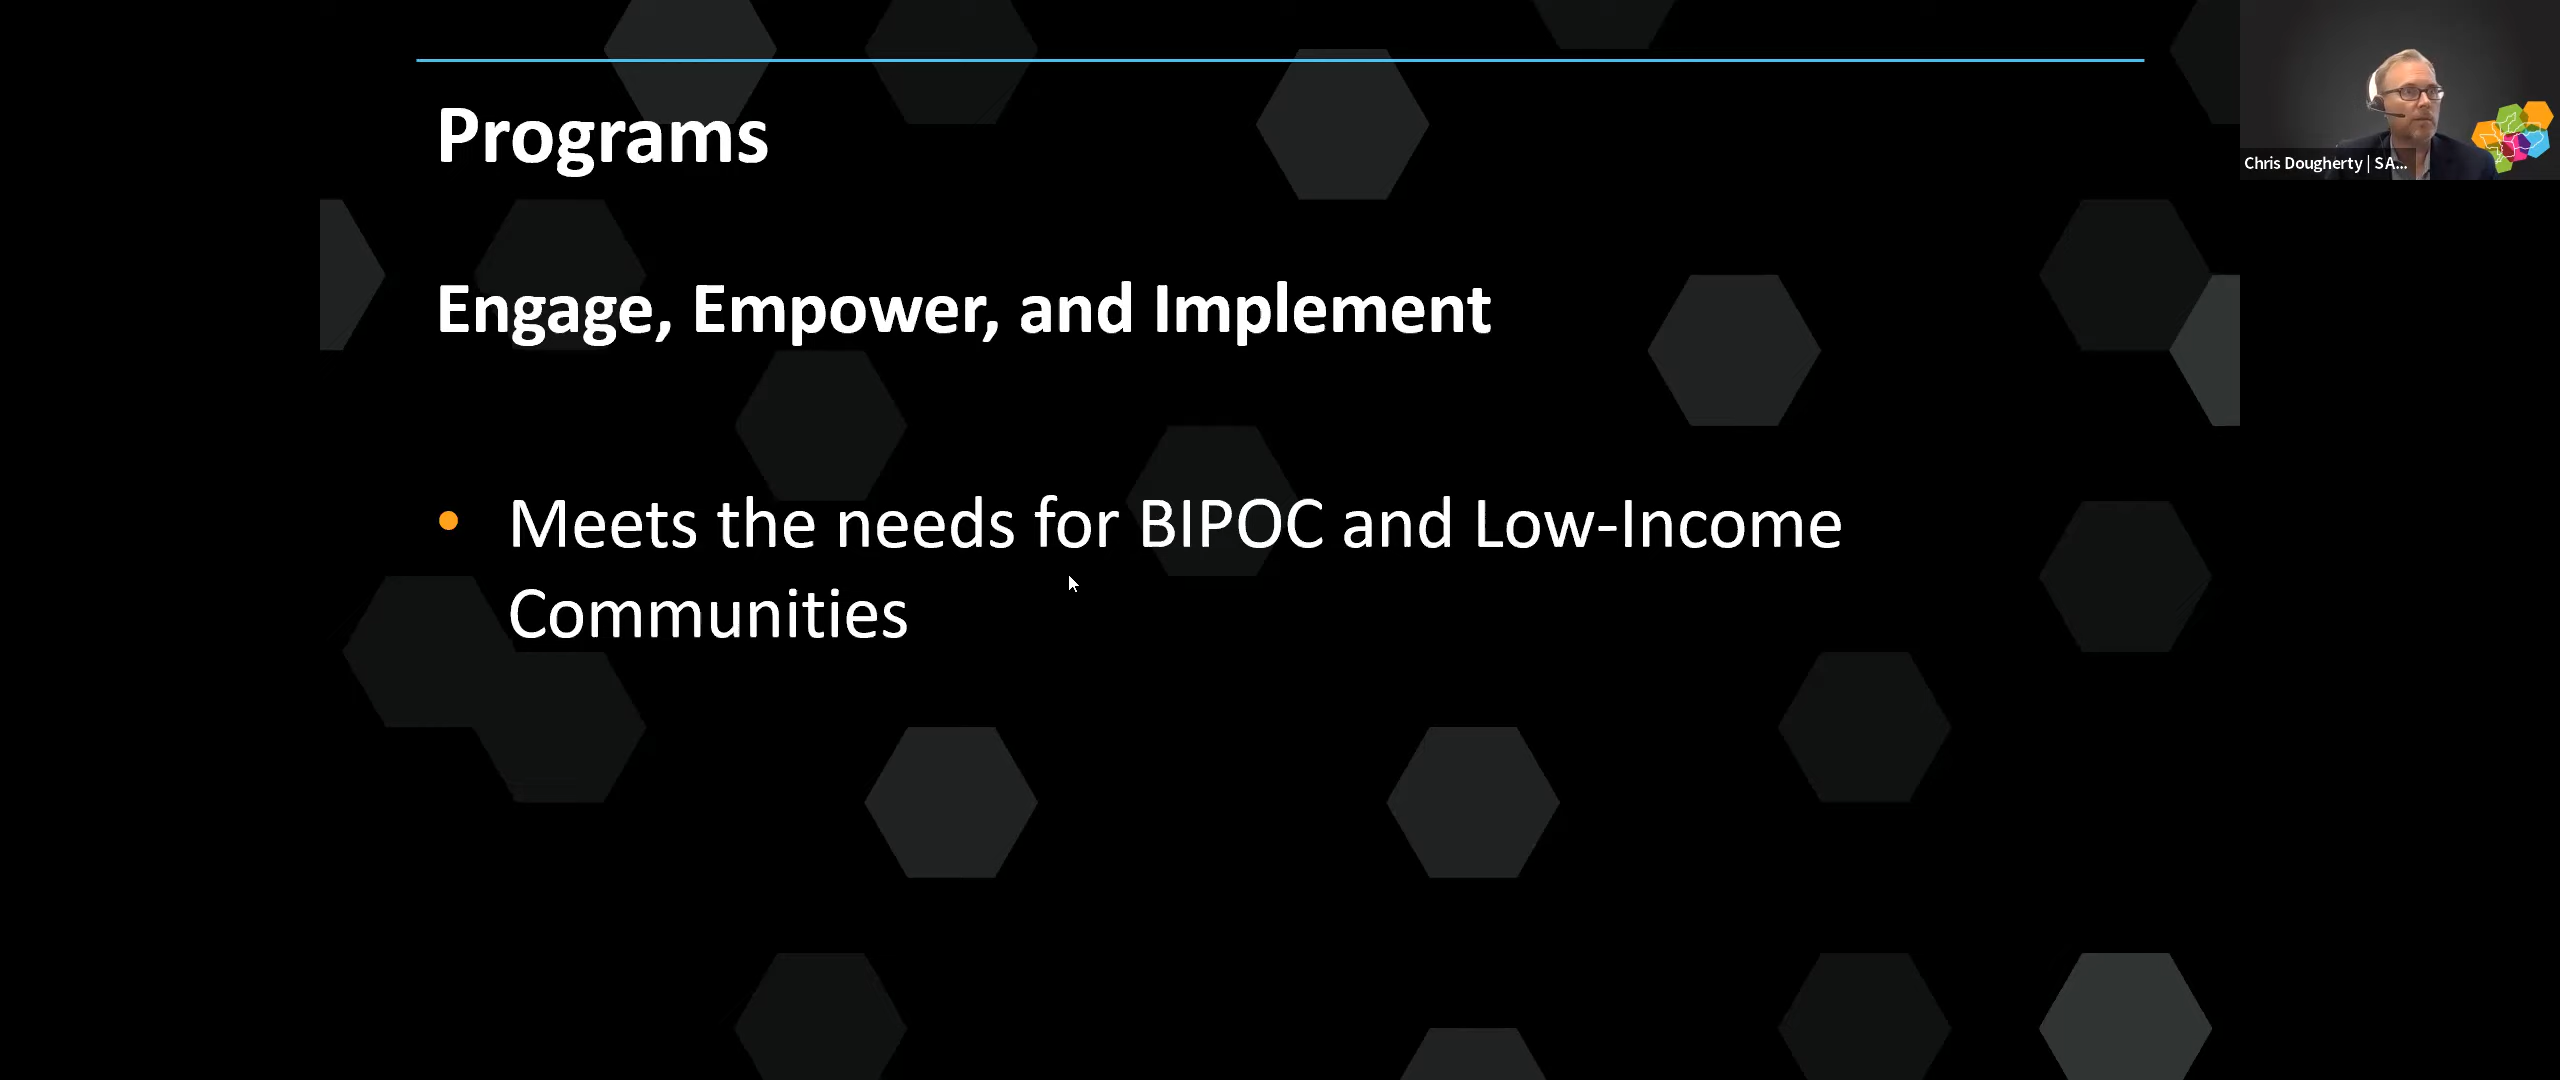 Programs
Engage, Empower, and Implement
• Meets the needs for BIPOC and Low-Income
Communities
Chris Dougherty | SA...